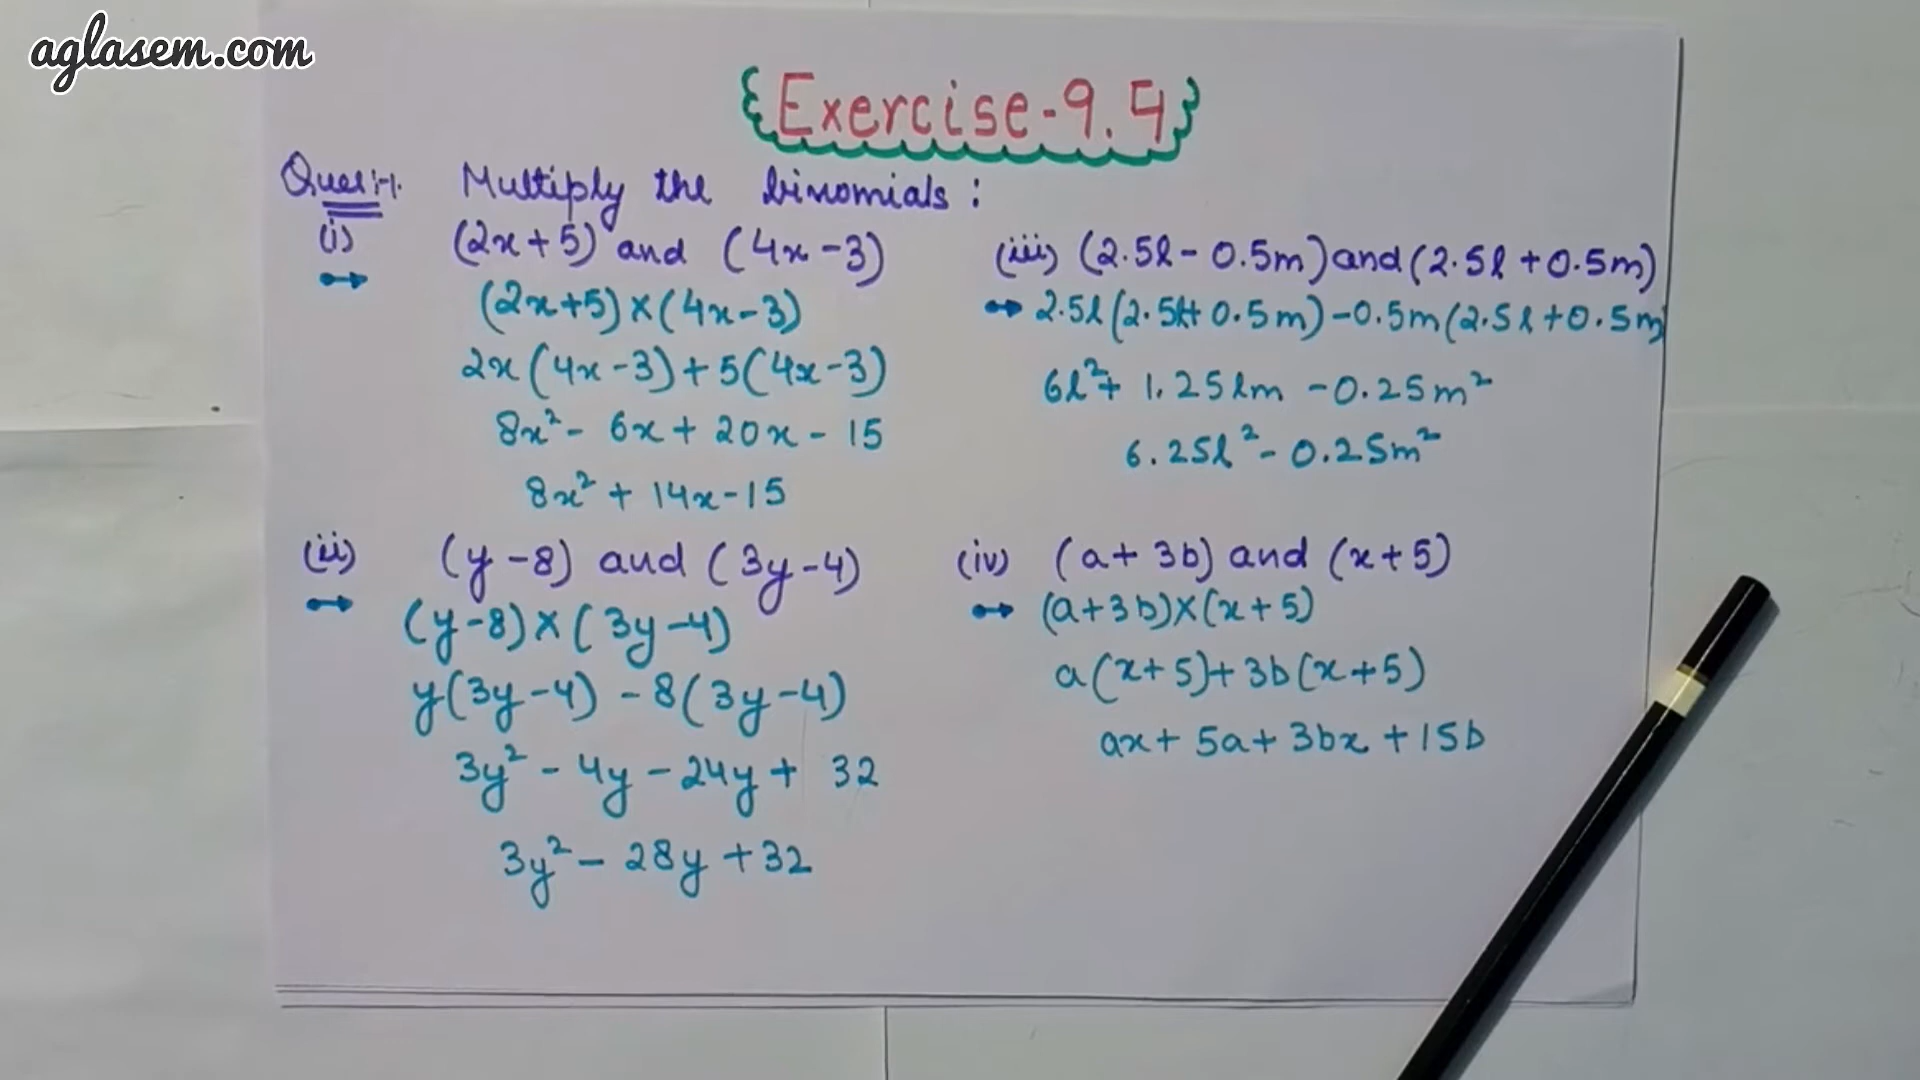 aglasem.com
Exercise-9.4
Ques:-1. Multiply the binomials:
(i) (2x+5) and (4x-3)
(2x+5)×(4x-3)
2x(4x-3)+5(4x-3)
8x²- 6x+20x-15
8x²+14x-15
(ii) (y-8) and (3y-4)
(y-8)×(3y-4)
y(3y-4)-8(3y-4)
3y²-4y-24y+ 32
3y²-28y+32
(iii) (2.5l-0.5m) and (2.5l+0.5m)
2.5l(2.5l+0.5m)-0.5m(2.5l+0.5m)
6l²+ 1.25lm -0.25m²
6.25l²-0.25m²
(iv) (a+3b) and (x+5)
(a+3b)×(x+5)
a(x+5)+3b(x+5)
ax+5a+3bx+15b